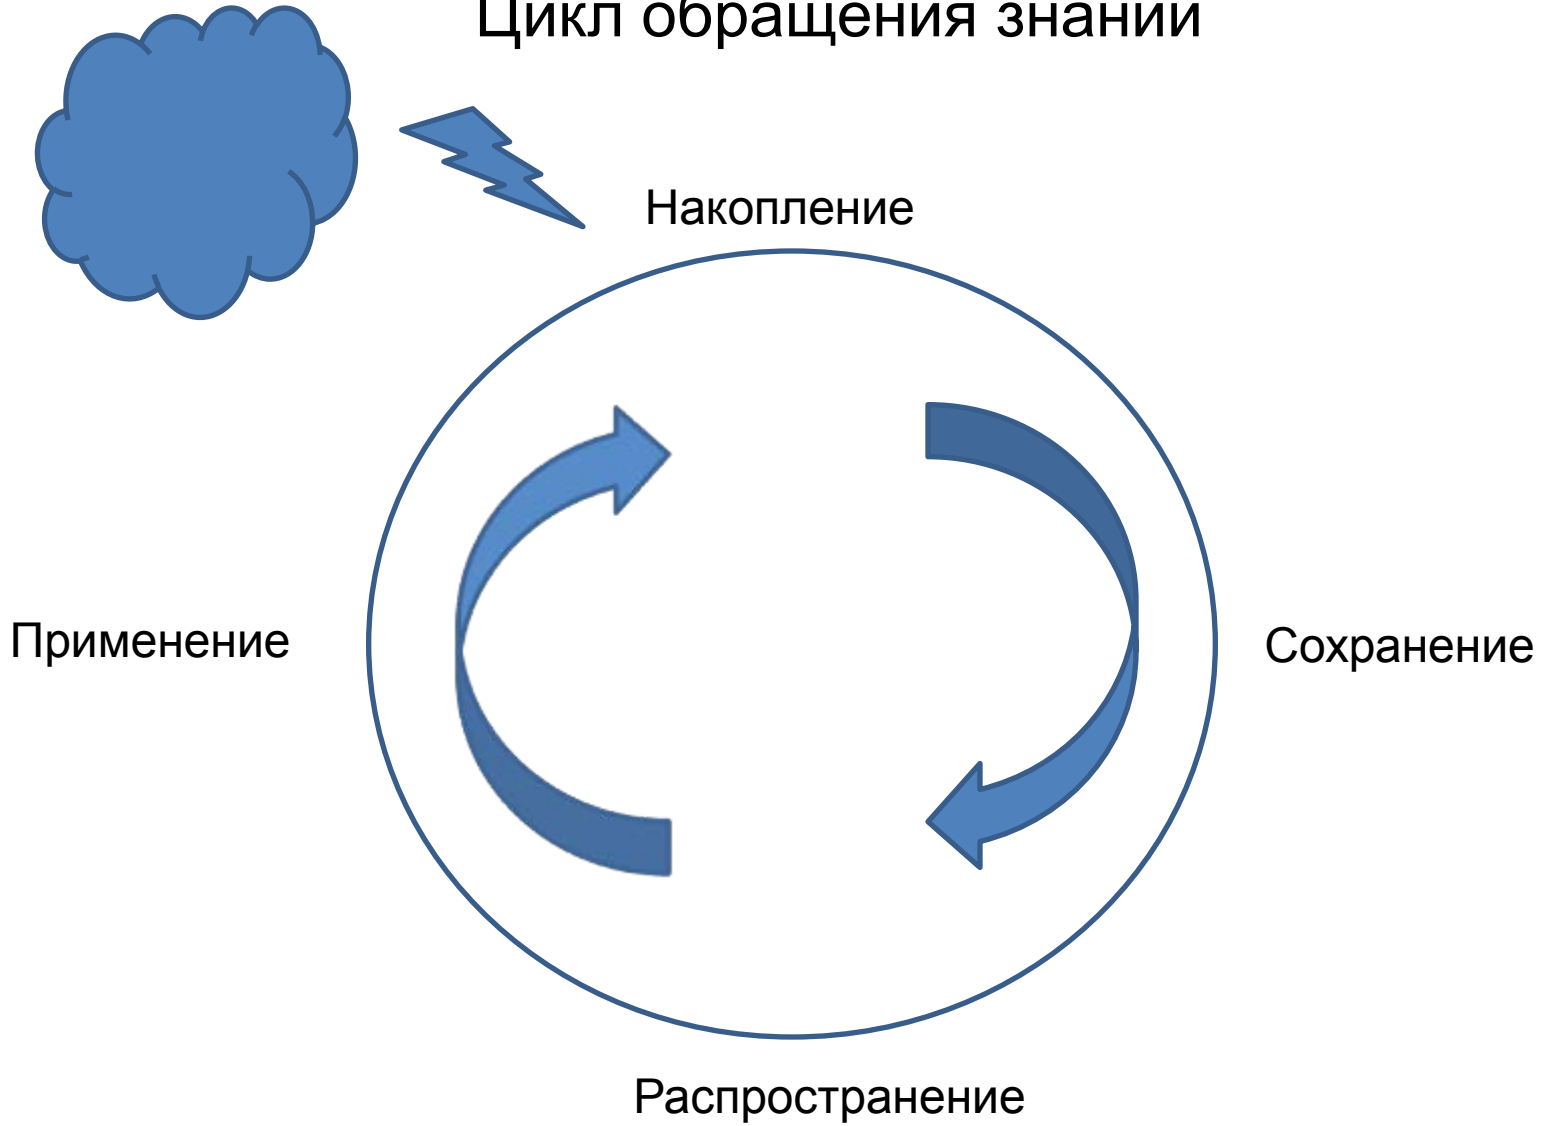 Цикл обращения знаний
Накопление
Применение
Сохранение
Распространение